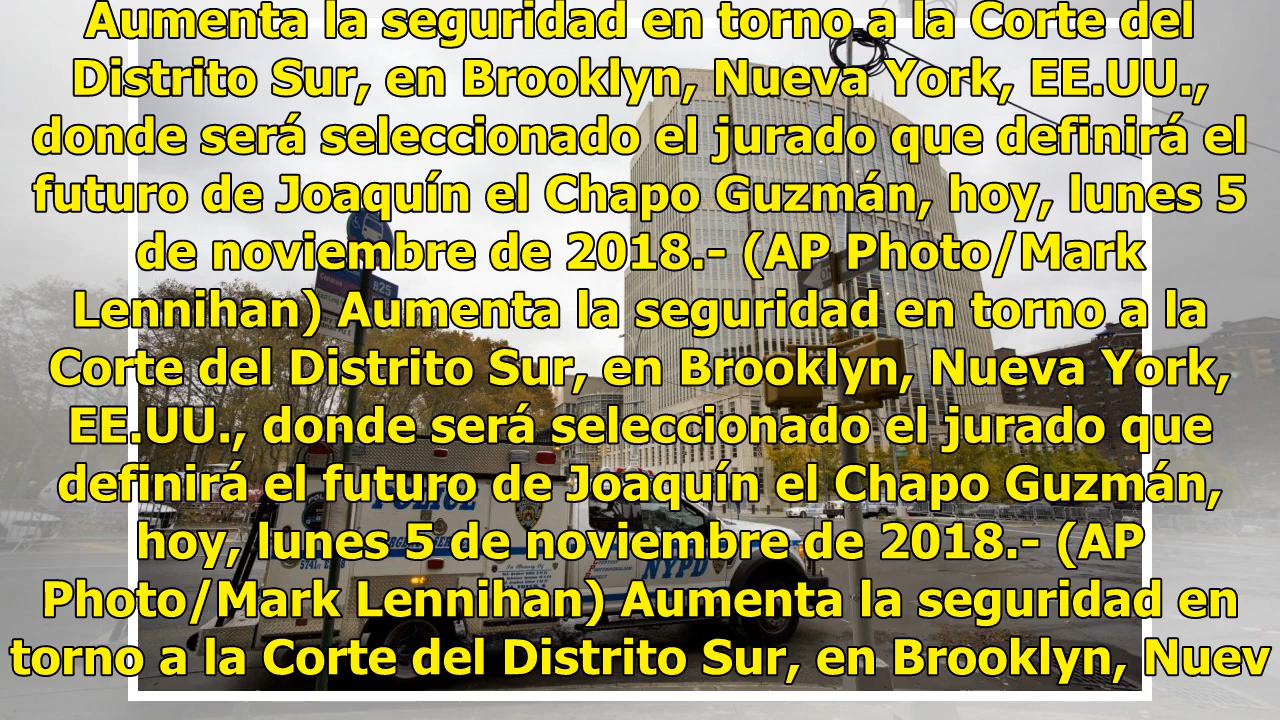 Aumenta la seguridad en torno a la Corte del
Distrito Sur, en Brooklyn, Nueva York, EE.UU.,
donde será seleccionado el jurado que definirá el
futuro de Joaquín el Chapo Guzmán, hoy, lunes 5
de noviembre de 2018.- (AP Photo/Mark
Lennihan) Aumenta la seguridad en torno a la
Corte del Distrito Sur, en Brooklyn, Nueva York,
EE.UU., donde será seleccionado el jurado que
definirá el futuro de Joaquín el Chapo Guzmán,
hoy, lunes 5 de noviembre de 2018.- (AP
Photo/Mark Lennihan) Aumenta la seguridad en
torno a la Corte del Distrito Sur, en Brooklyn, Nuev
B25
POLICE
NYPD